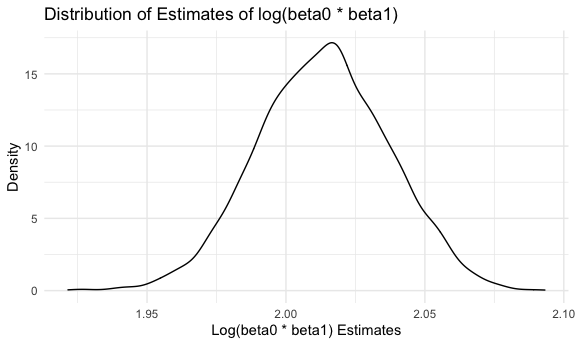 Distribution of Estimates of log(beta0 * beta1)
15
10
5
0
Density
1.95
2.00
2.05
2.10
Log(beta0 * beta1) Estimates